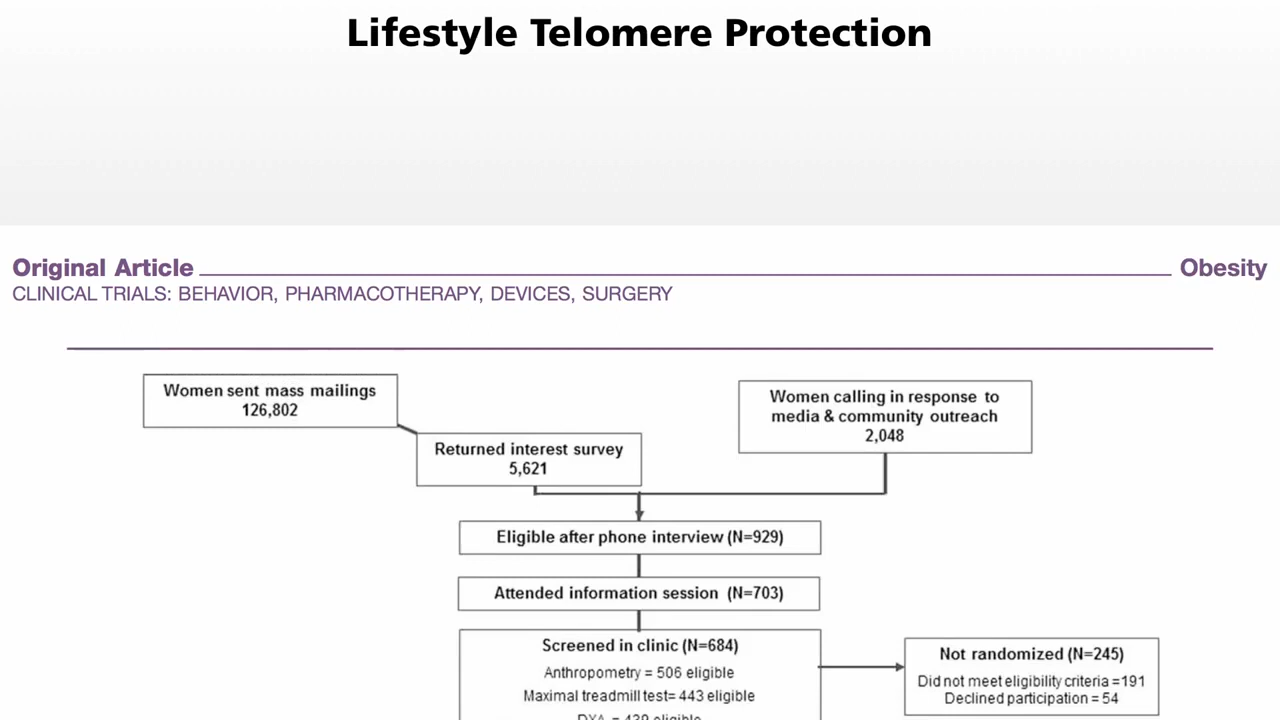 Lifestyle Telomere Protection
Original Article
Obesity
CLINICAL TRIALS: BEHAVIOR, PHARMACOTHERAPY, DEVICES, SURGERY
Women sent mass mailings
126,802
Women calling in response to
media & community outreach
2,048
Returned interest survey
5,621
Eligible after phone interview (N=929)
Attended information session (N=703)
Screened in clinic (N=684)
Anthropometry = 506 eligible
Maximal treadmill test= 443 eligible
DXA = 439 eligible
Not randomized (N=245)
Did not meet eligibility criteria =191
Declined participation = 54